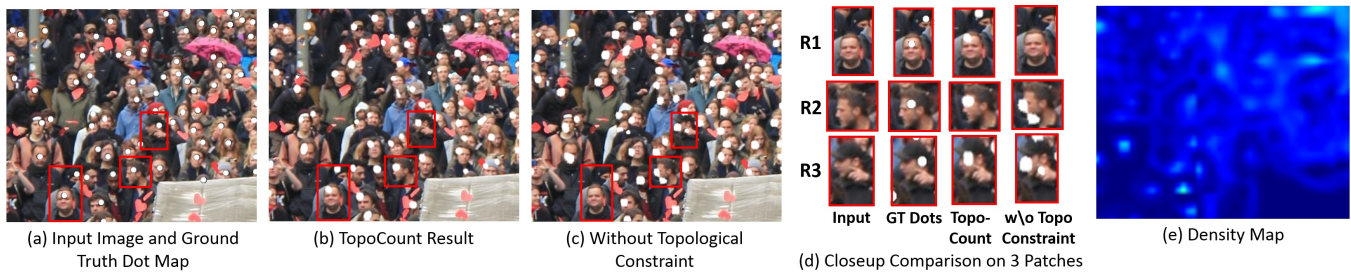 R1
R2
R3
Input
GT Dots
Topo-
Count
w\o Topo
Constraint
(a) Input Image and Ground
Truth Dot Map
(b) TopoCount Result
(c) Without Topological
Constraint
(d) Closeup Comparison on 3 Patches
(e) Density Map